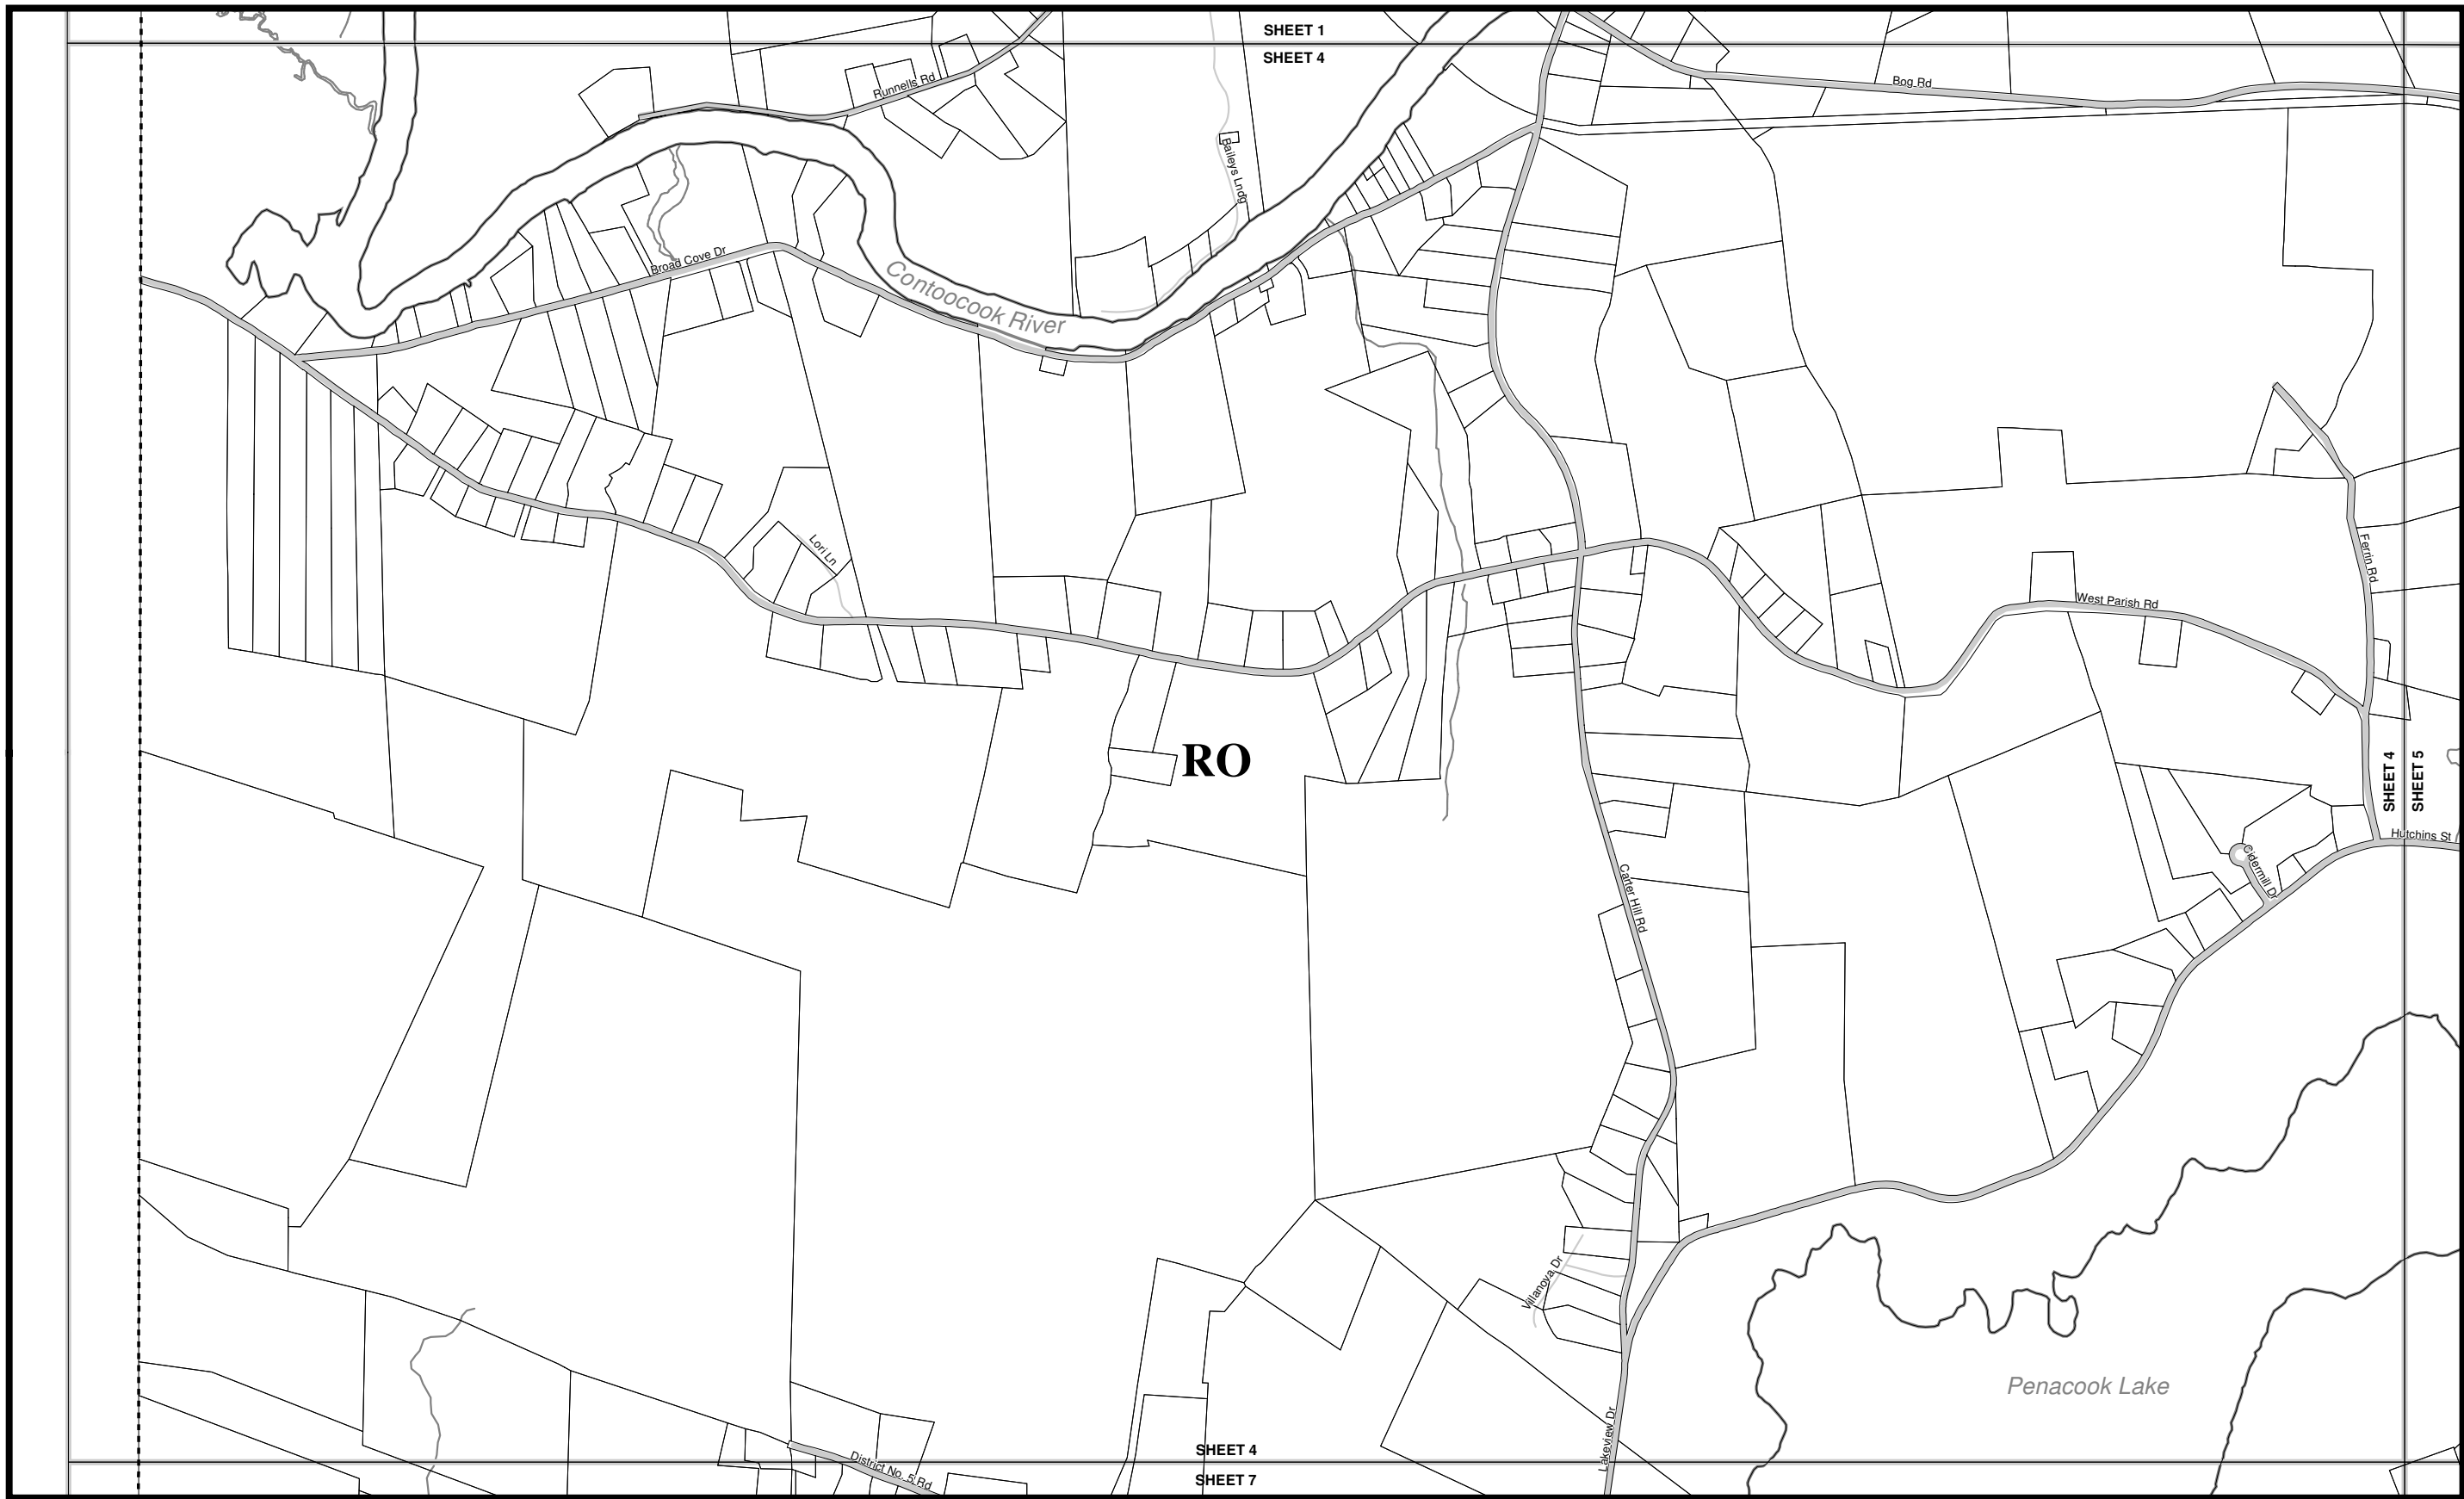 SHEET 1
SHEET 4
Runnells Rd
Bog Rd
Baileys Lndg
Broad Cove Dr
Contoocook River
Lori Ln
Ferrin Rd
West Parish Rd
RO
SHEET 4
SHEET 5
Hutchins St
Cidermill Dr
Carter Hill Rd
Villanova Dr
Penacook Lake
Lakeview Dr
SHEET 4
District No. 5 Rd
SHEET 7